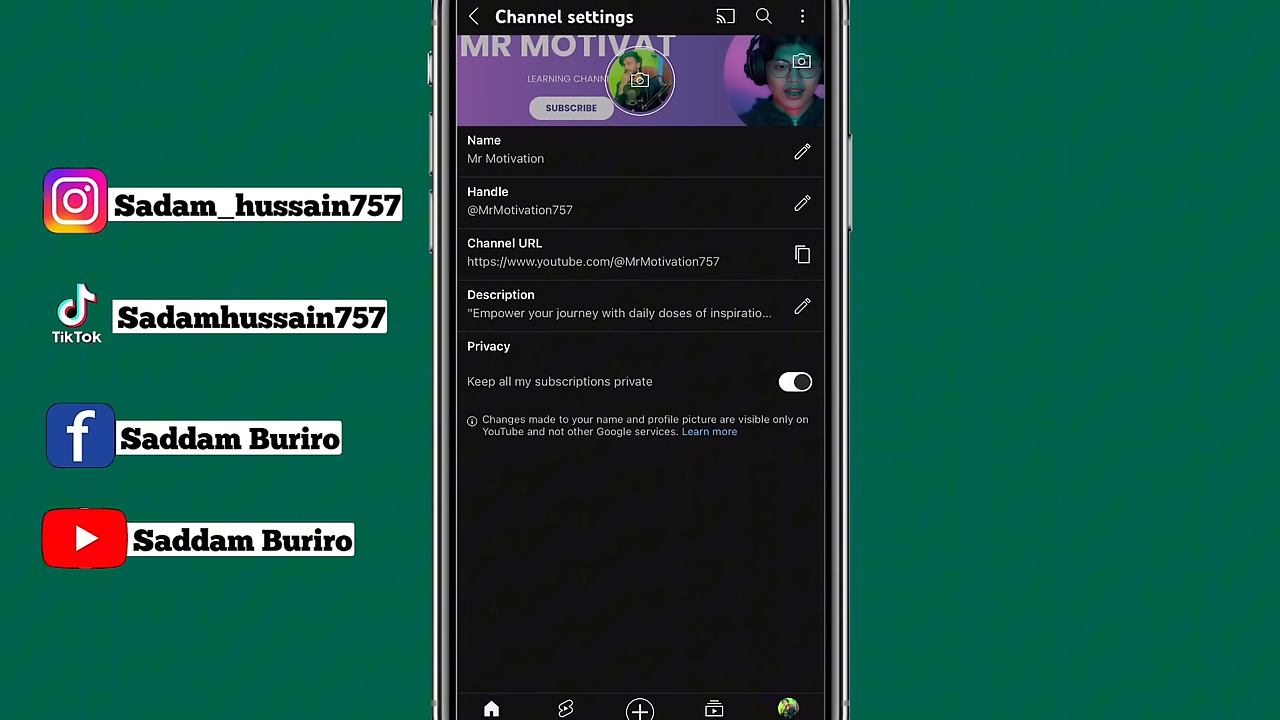 Sadam_hussain757
TikTok
Sadamhussain757
Saddam Buriro
Saddam Buriro
Channel settings
MR MOTIVAT
LEARNING CHANN
SUBSCRIBE
Name
Mr Motivation
Handle
@MrMotivation757
Channel URL
https://www.youtube.com/@MrMotivation757
Description
"Empower your journey with daily doses of inspiratio...
Privacy
Keep all my subscriptions private
Changes made to your name and profile picture are visible only on
YouTube and not other Google services. Learn more